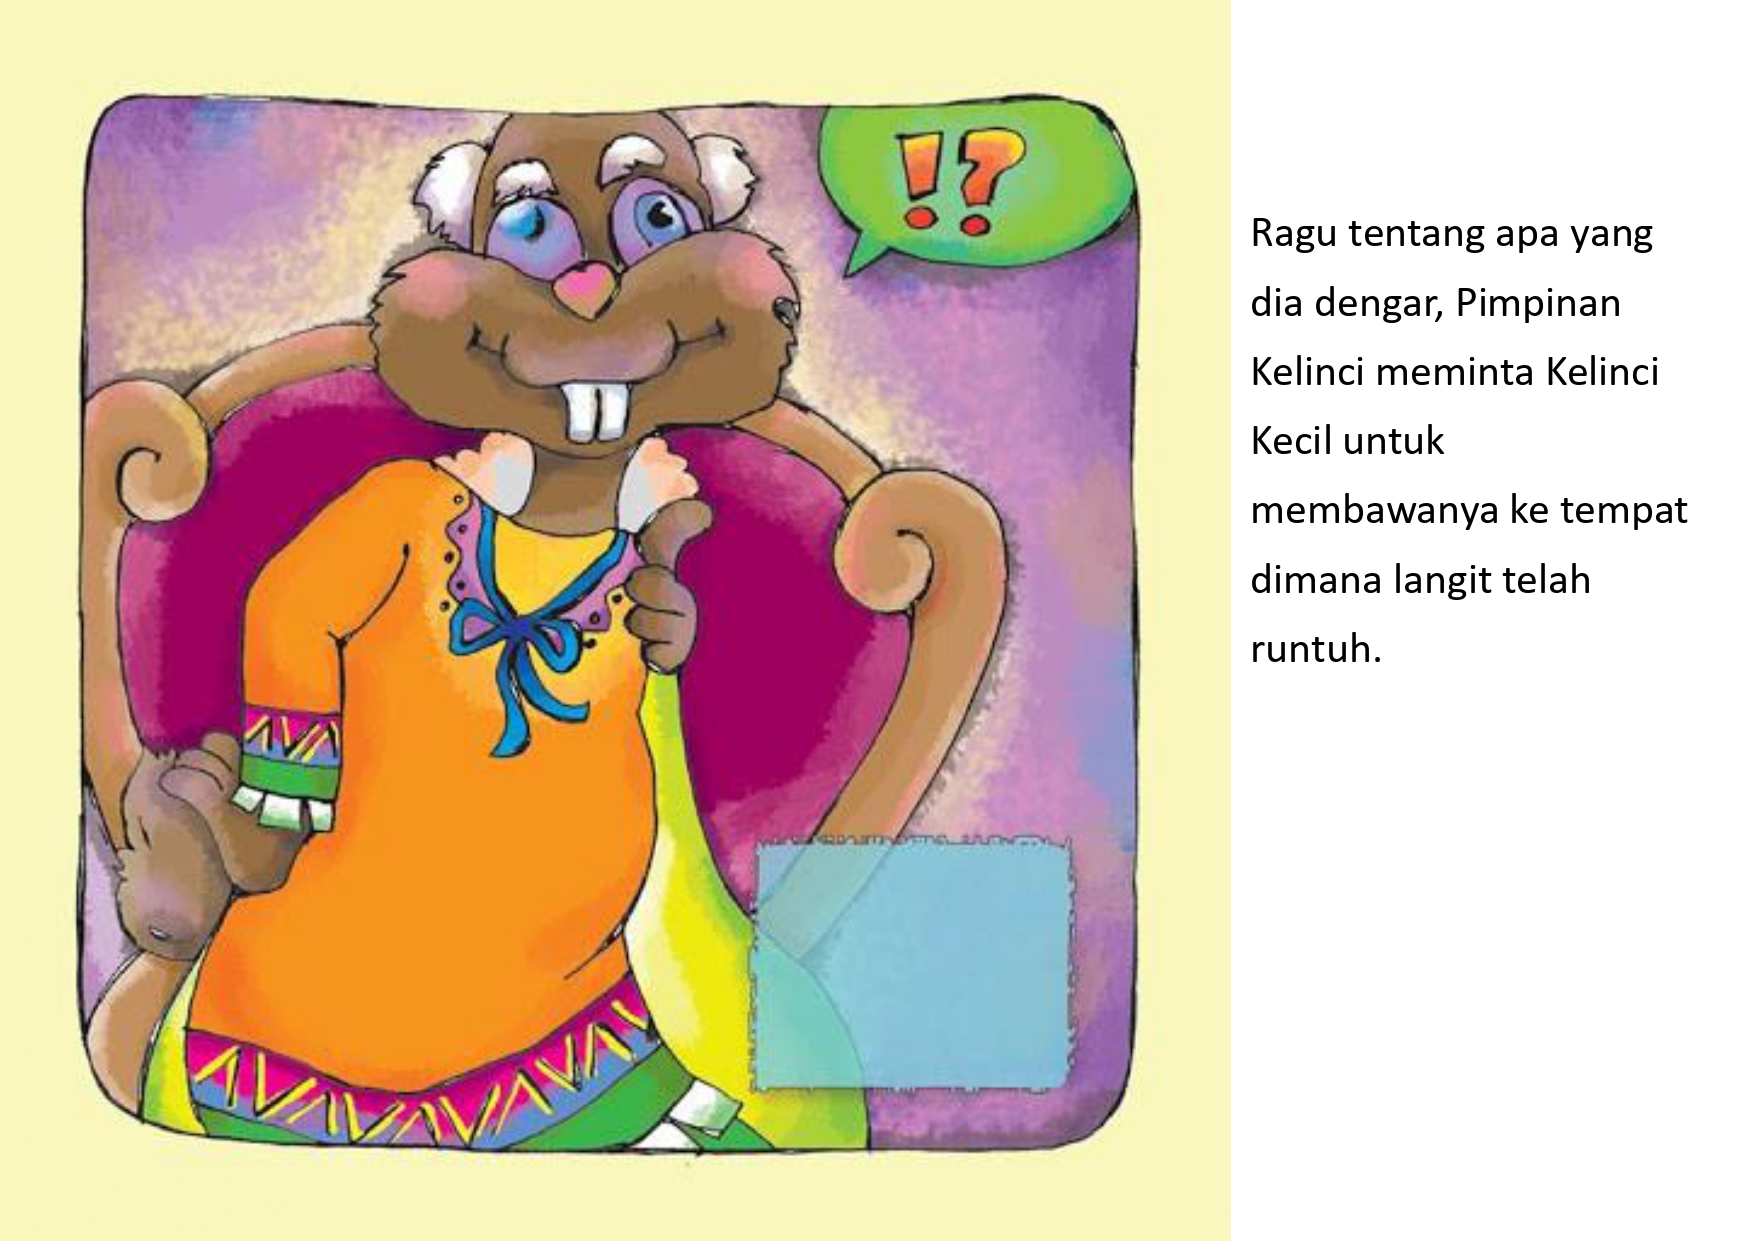 !?
Ragu tentang apa yang
dia dengar, Pimpinan
Kelinci meminta Kelinci
Kecil untuk
membawanya ke tempat
dimana langit telah
runtuh.